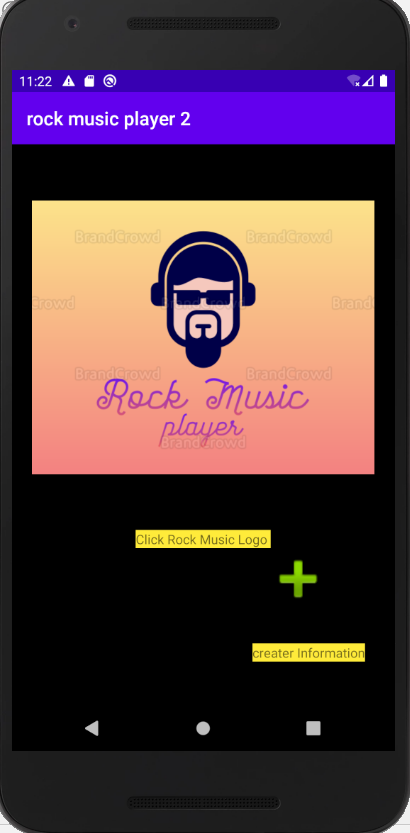 11:22
rock music player 2
BrandCrowd BrandCrowd
BrandCrowd BrandCrowd BrandCrowd
BrandCrowd BrandCrowd
Rock Music
player
BrandCrowd
Click Rock Music Logo
creater Information